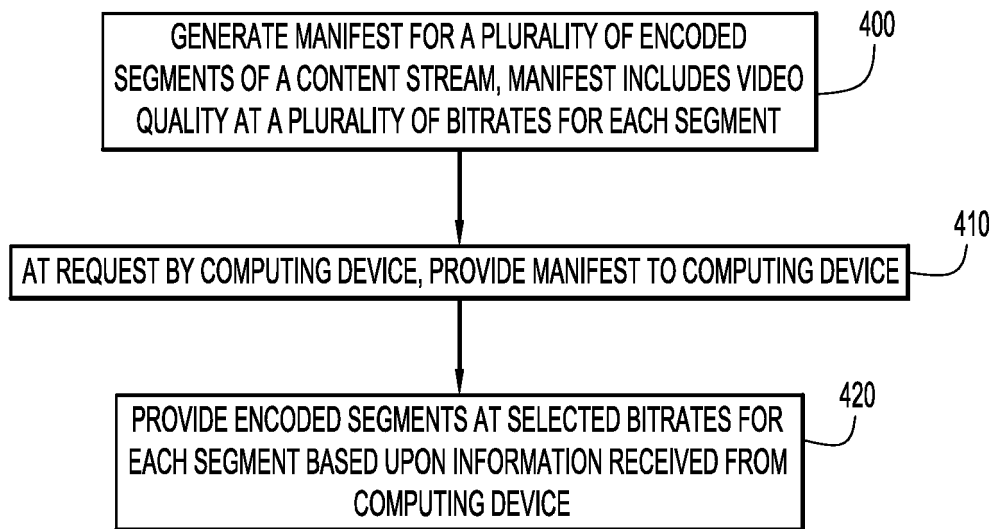 GENERATE MANIFEST FOR A PLURALITY OF ENCODED
SEGMENTS OF A CONTENT STREAM, MANIFEST INCLUDES VIDEO
QUALITY AT A PLURALITY OF BITRATES FOR EACH SEGMENT
400
AT REQUEST BY COMPUTING DEVICE, PROVIDE MANIFEST TO COMPUTING DEVICE
410
PROVIDE ENCODED SEGMENTS AT SELECTED BITRATES FOR
EACH SEGMENT BASED UPON INFORMATION RECEIVED FROM
COMPUTING DEVICE
420